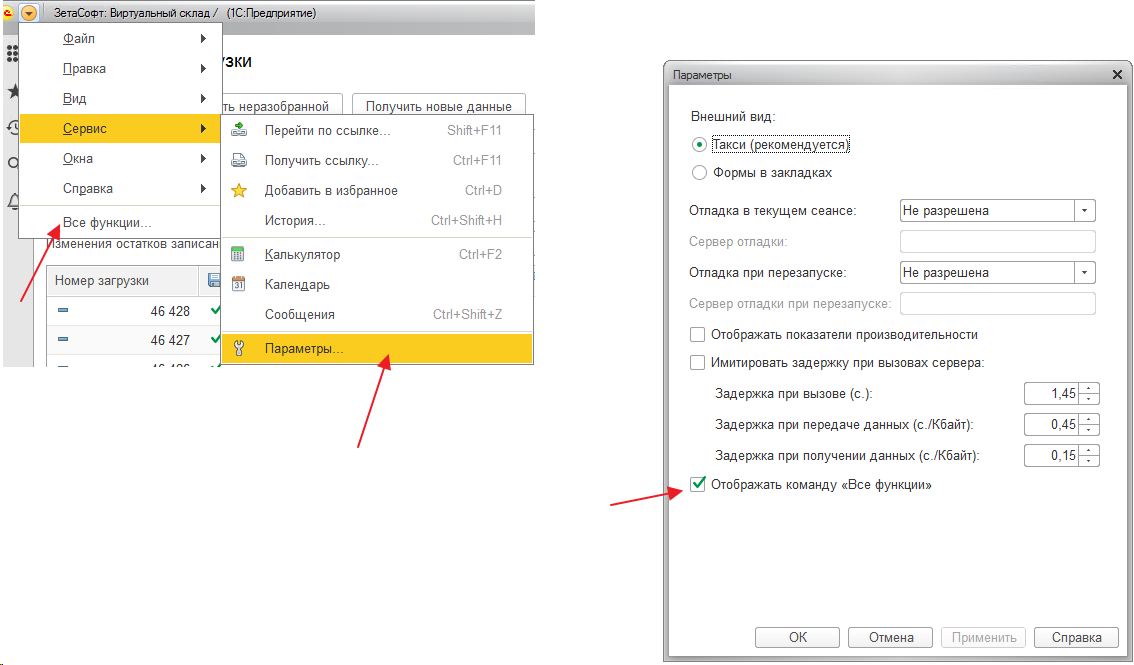 ЗетаСофт: Виртуальный склад / (1С:Предприятие)
Файл
Правка
Вид
Сервис
Окна
Справка
Все функции...
Получить новые данные
неразобранной
Перейти по ссылке... Shift+F11
Получить ссылку... Ctrl+F11
Добавить в избранное Ctrl+D
История... Ctrl+Shift+H
Калькулятор Ctrl+F2
Календарь
Сообщения Ctrl+Shift+Z
Параметры...
Изменения остатков
Номер загрузки
46 428
46 427
Параметры
Внешний вид:
Такси (рекомендуется)
Формы в закладках
Отладка в текущем сеансе: Не разрешена
Сервер отладки:
Отладка при перезапуске: Не разрешена
Сервер отладки при перезапуске:
Отображать показатели производительности
Имитировать задержку при вызовах сервера:
Задержка при вызове (с.): 1,45
Задержка при передаче данных (с./Кбайт): 0,45
Задержка при получении данных (с./Кбайт): 0,15
Отображать команду «Все функции»
ОК Отмена Применить Справка